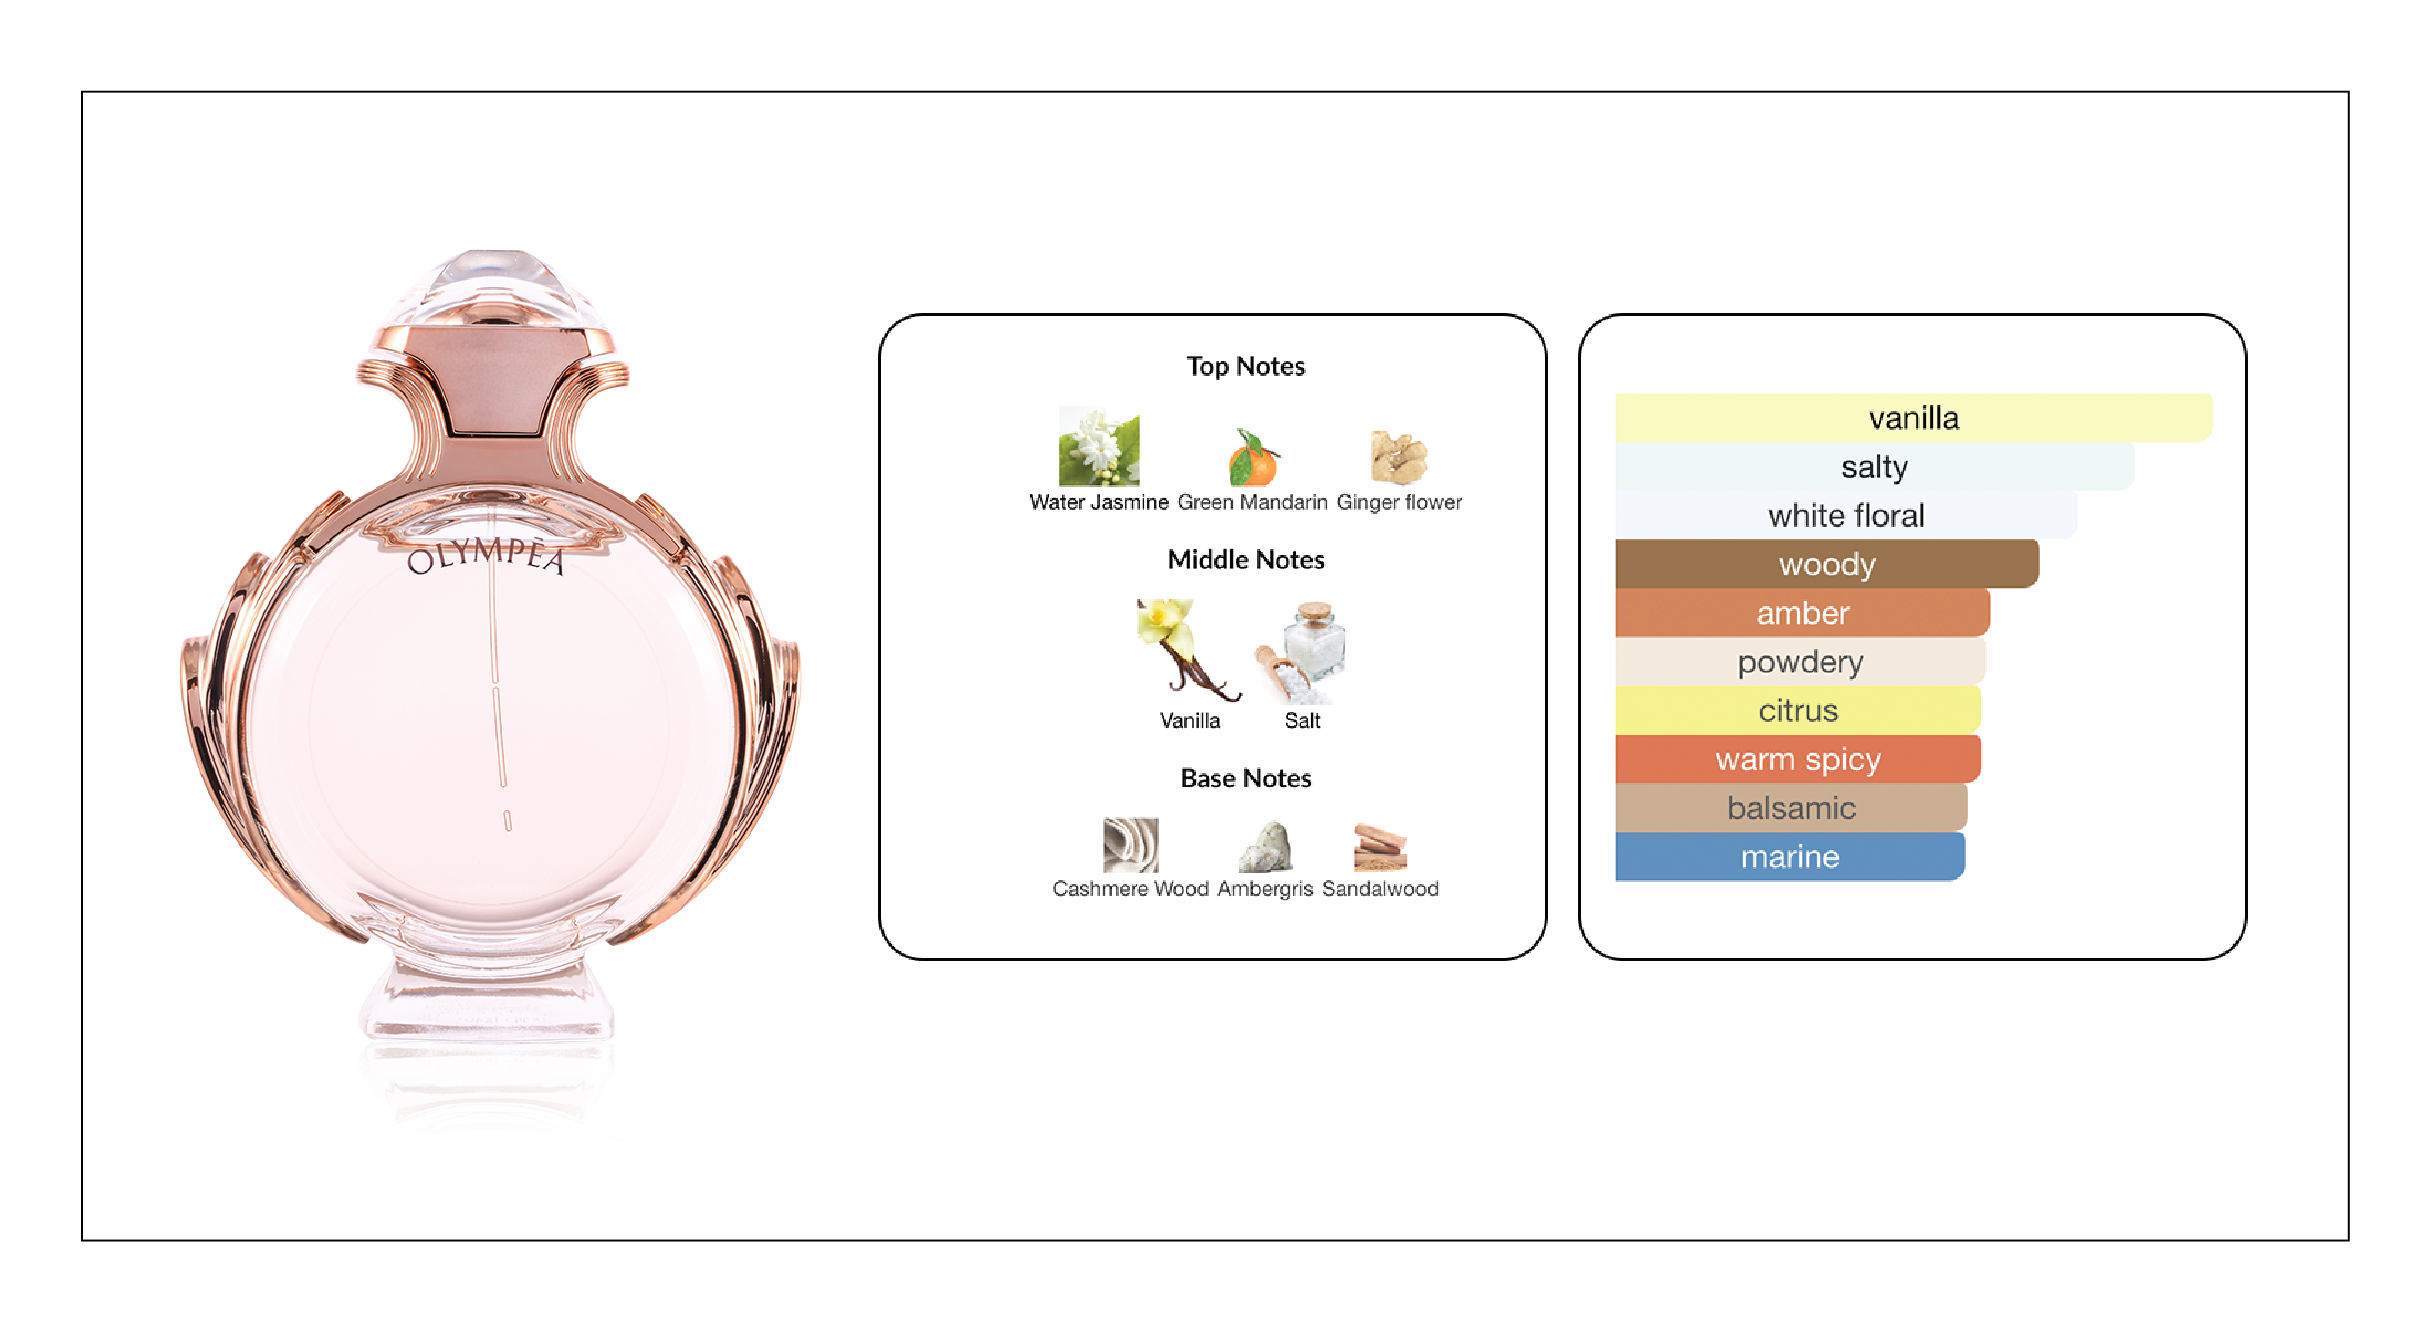 OLYMPĒA
Top Notes
Water Jasmine Green Mandarin Ginger flower
Middle Notes
Vanilla Salt
Base Notes
Cashmere Wood Ambergris Sandalwood
vanilla
salty
white floral
woody
amber
powdery
citrus
warm spicy
balsamic
marine